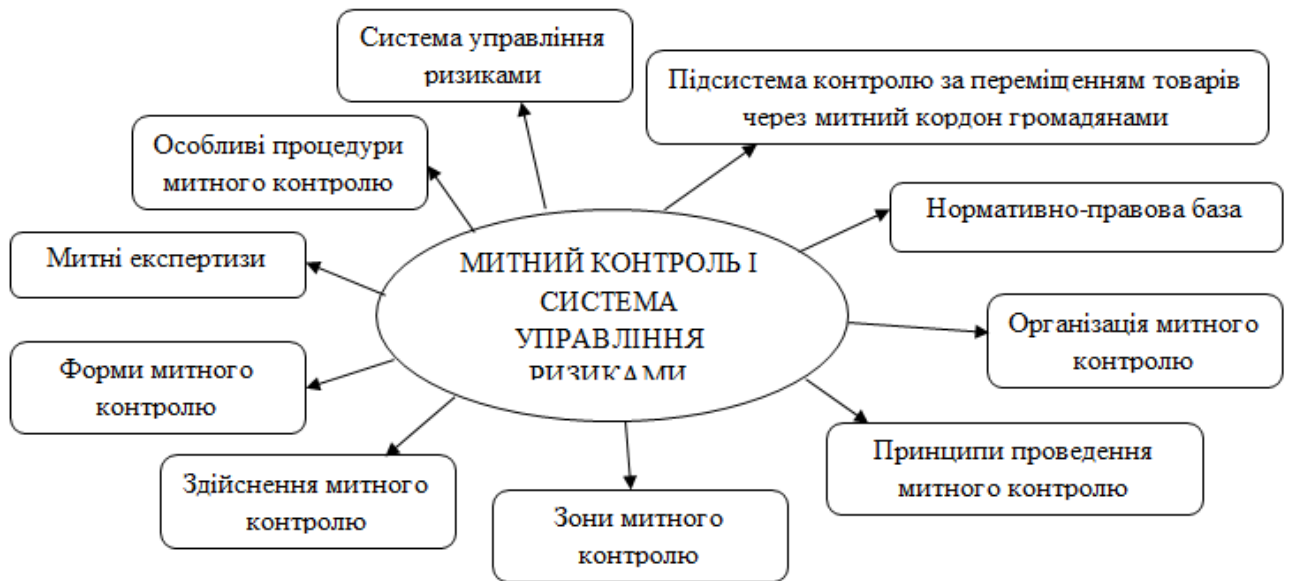 Система управління
ризиками
Підсистема контролю за переміщенням товарів
через митний кордон громадянами
Особливі процедури
митного контролю
Нормативно-правова база
Митні експертизи
МИТНИЙ КОНТРОЛЬ І
СИСТЕМА
УПРАВЛІННЯ
РИЗИКАМИ
Організація митного
контролю
Форми митного
контролю
Принципи проведення
митного контролю
Здійснення митного
контролю
Зони митного
контролю